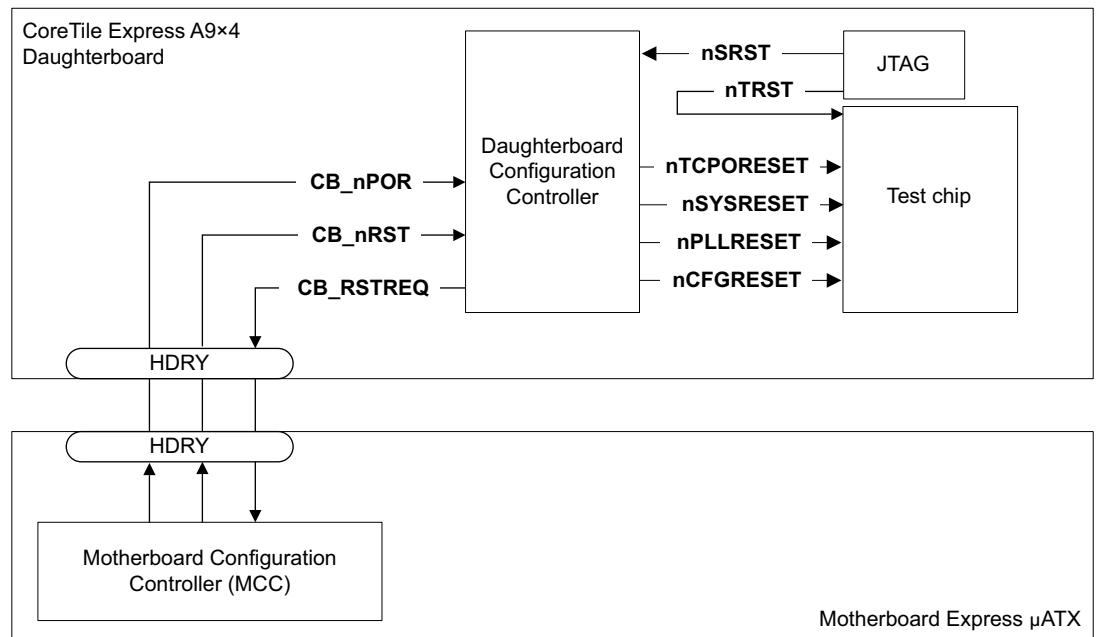 CoreTile Express A9×4
Daughterboard
nSRST
JTAG
nTRST
Daughterboard
Configuration
Controller
CB_nPOR
CB_nRST
CB_RSTREQ
nTCPORESET
nSYSRESET
nPLLRESET
nCFGRESET
Test chip
HDRY
HDRY
Motherboard Configuration
Controller (MCC)
Motherboard Express µATX